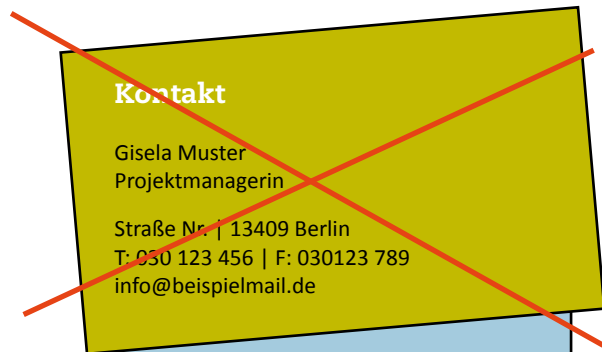 Kontakt
Gisela Muster
Projektmanagerin
Straße Nr. | 13409 Berlin
T: 030 123 456 | F: 030123 789
info@beispielmail.de